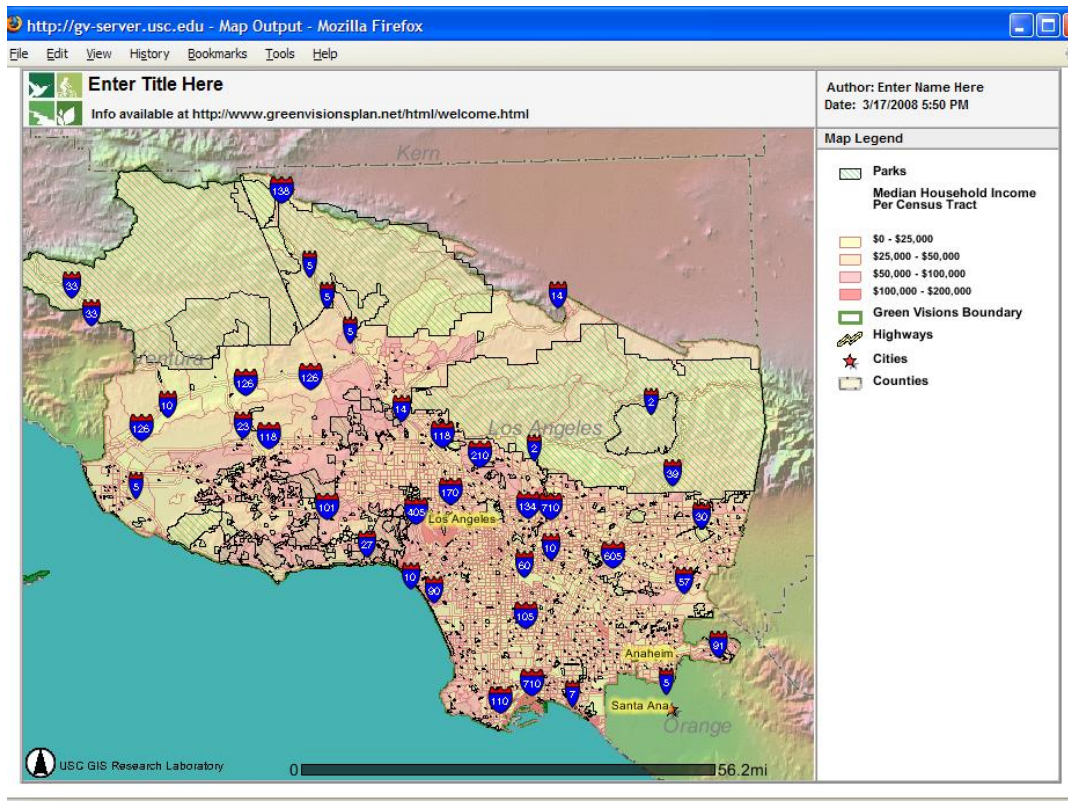 http://gv-server.usc.edu - Map Output - Mozilla Firefox
File Edit View History Bookmarks Tools Help
Enter Title Here
Info available at http://www.greenvisionsplan.net/html/welcome.html
Author: Enter Name Here
Date: 3/17/2008 5:50 PM
Map Legend
Parks
Median Household Income
Per Census Tract
$0 - $25,000
$25,000 - $50,000
$50,000 - $100,000
$100,000 - $200,000
Green Visions Boundary
Highways
Cities
Counties
Kern
138
5
33
5
14
33
5
Ventura
126
126
2
10
14
126
23
118
118
Los Angeles
210
2
39
5
170
101
405
134
710
30
Los Angeles
27
10
605
60
10
57
90
105
91
Anaheim
710
5
110
7
Santa Ana
Orange
USC GIS Research Laboratory
0
56.2mi